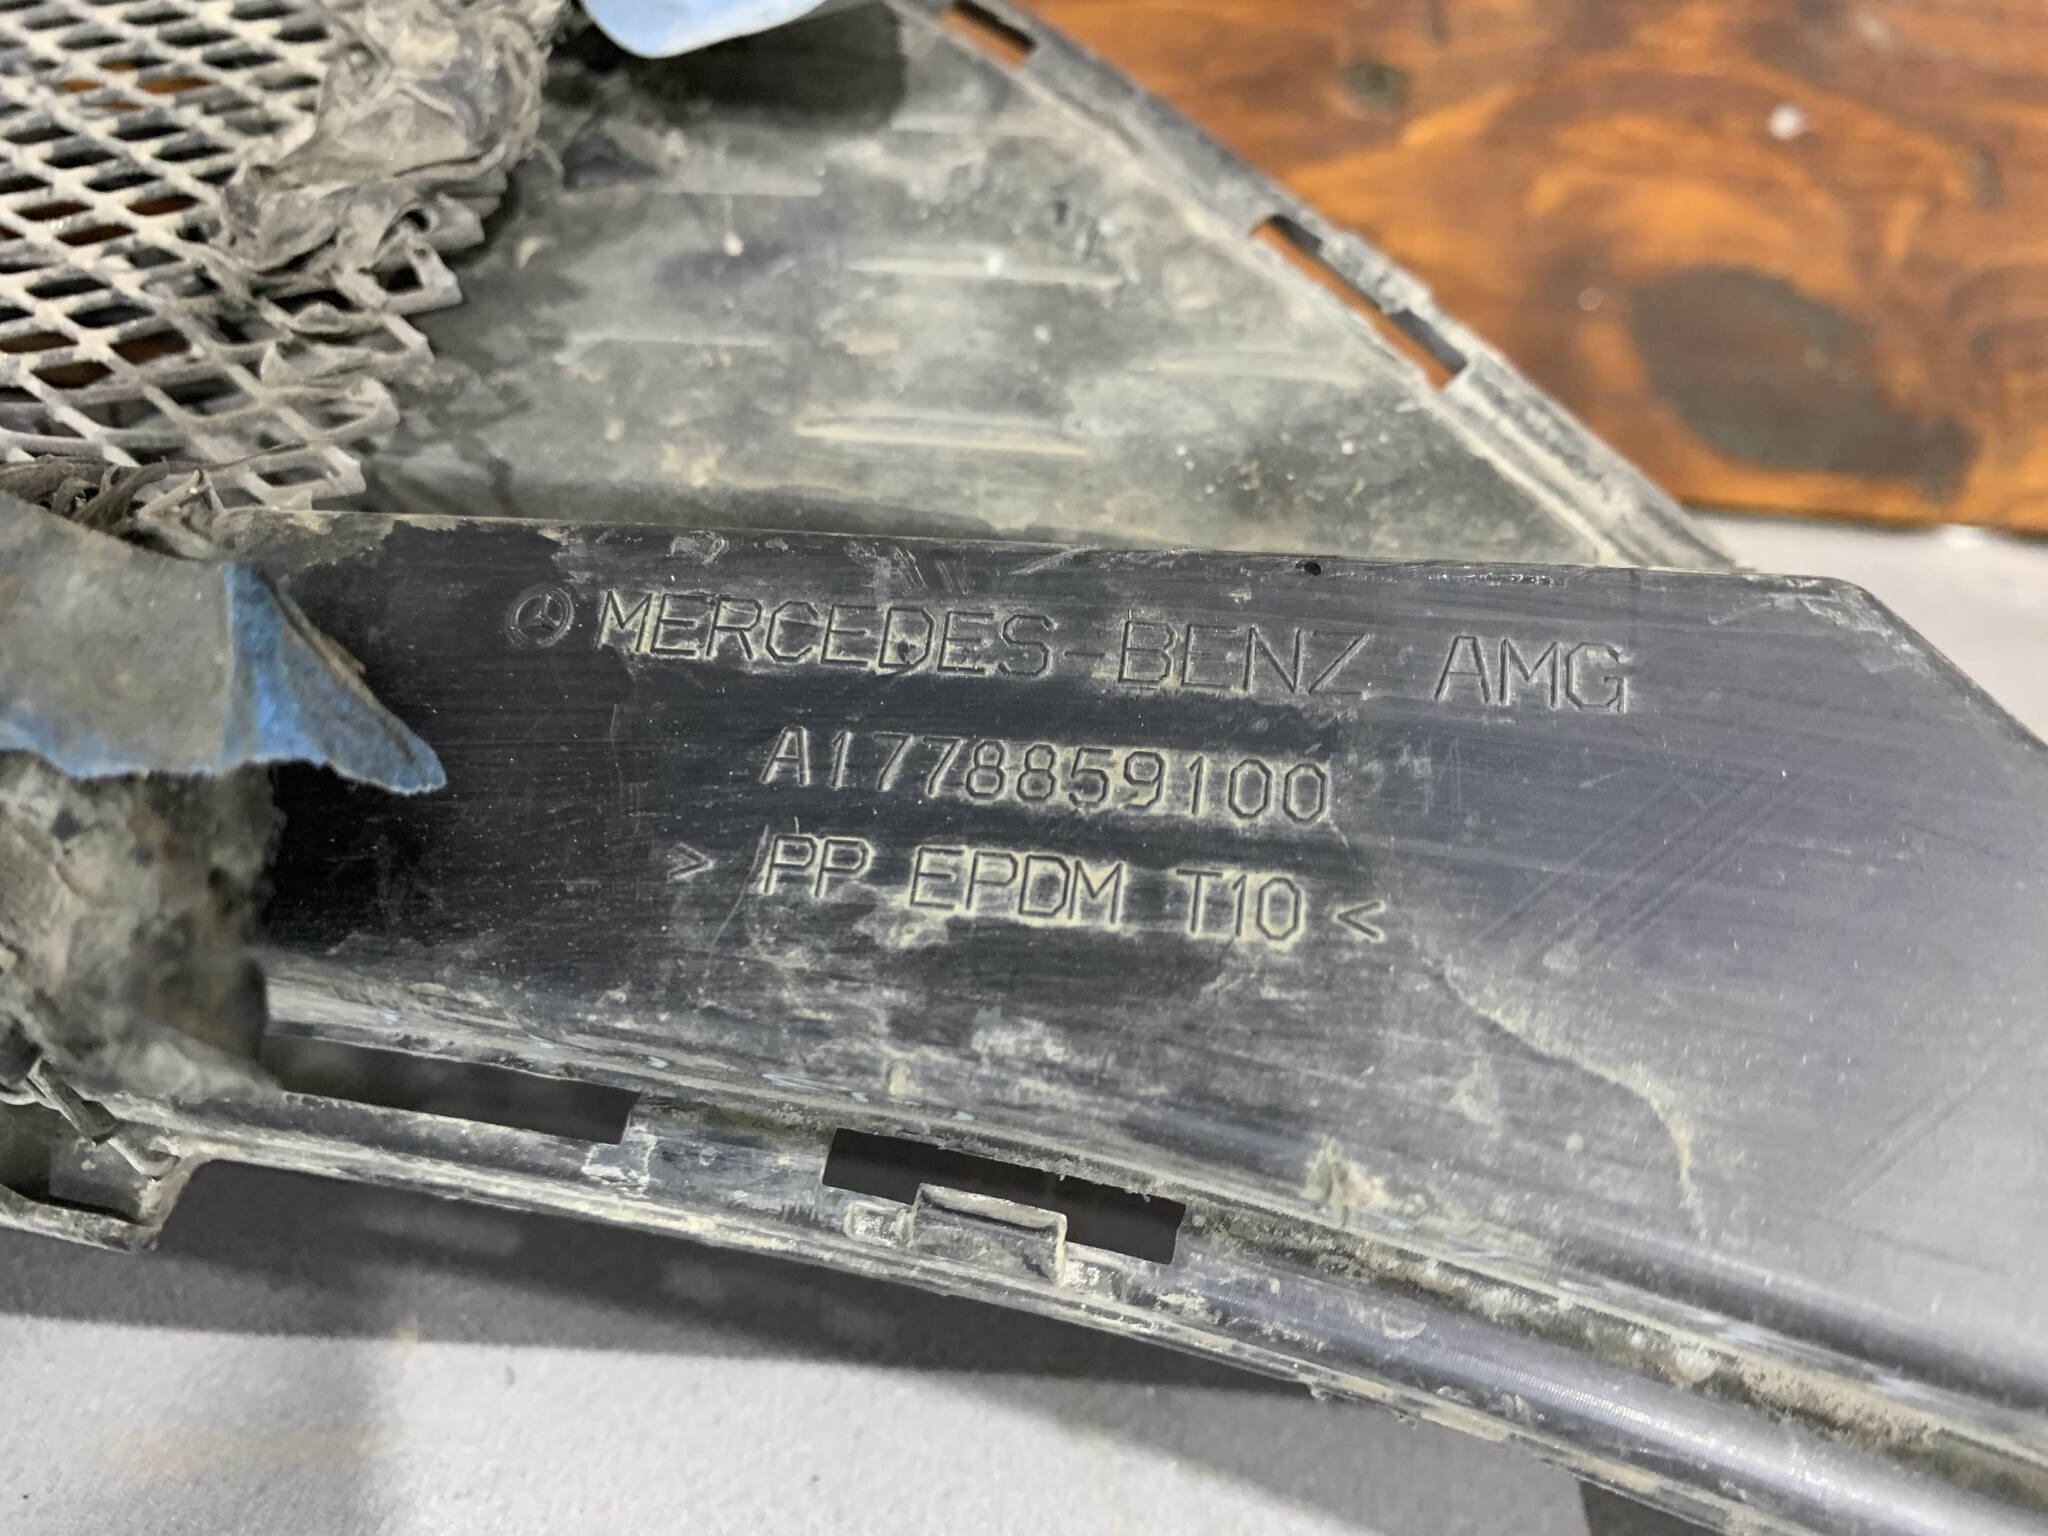 MERCEDES-BENZ AMG
A1778859100
> PP EPDM T10 <